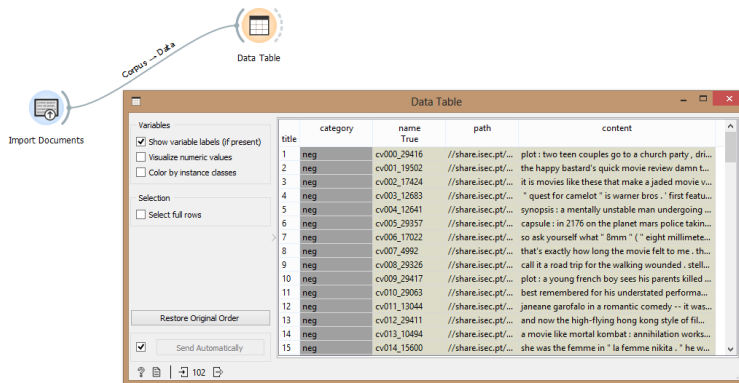 Data Table
Corpus → Data
Import Documents
Data Table
Variables
Show variable labels (if present)
Visualize numeric values
Color by instance classes
Selection
Select full rows
Restore Original Order
Send Automatically
102
category name path content
title True
1 neg cv000_29416 //share.isec.pt/... plot : two teen couples go to a church party , dri...
2 neg cv001_19502 //share.isec.pt/... the happy bastard's quick movie review damn t...
3 neg cv002_17424 //share.isec.pt/... it is movies like these that make a jaded movie v...
4 neg cv003_12683 //share.isec.pt/... " quest for camelot " is warner bros . ' first featu...
5 neg cv004_12641 //share.isec.pt/... synopsis : a mentally unstable man undergoing ...
6 neg cv005_29357 //share.isec.pt/... capsule : in 2176 on the planet mars police takin...
7 neg cv006_17022 //share.isec.pt/... so ask yourself what " 8mm " ( " eight millimete...
8 neg cv007_4992 //share.isec.pt/... that's exactly how long the movie felt to me . th...
9 neg cv008_29326 //share.isec.pt/... call it a road trip for the walking wounded . stell...
10 neg cv009_29417 //share.isec.pt/... plot : a young french boy sees his parents killed ...
11 neg cv010_29063 //share.isec.pt/... best remembered for his understated performa...
12 neg cv011_13044 //share.isec.pt/... janeane garofalo in a romantic comedy -- it was...
13 neg cv012_29411 //share.isec.pt/... and now the high-flying hong kong style of fil...
14 neg cv013_10494 //share.isec.pt/... a movie like mortal kombat : annihilation works...
15 neg cv014_15600 //share.isec.pt/... she was the femme in " la femme nikita . " he w...